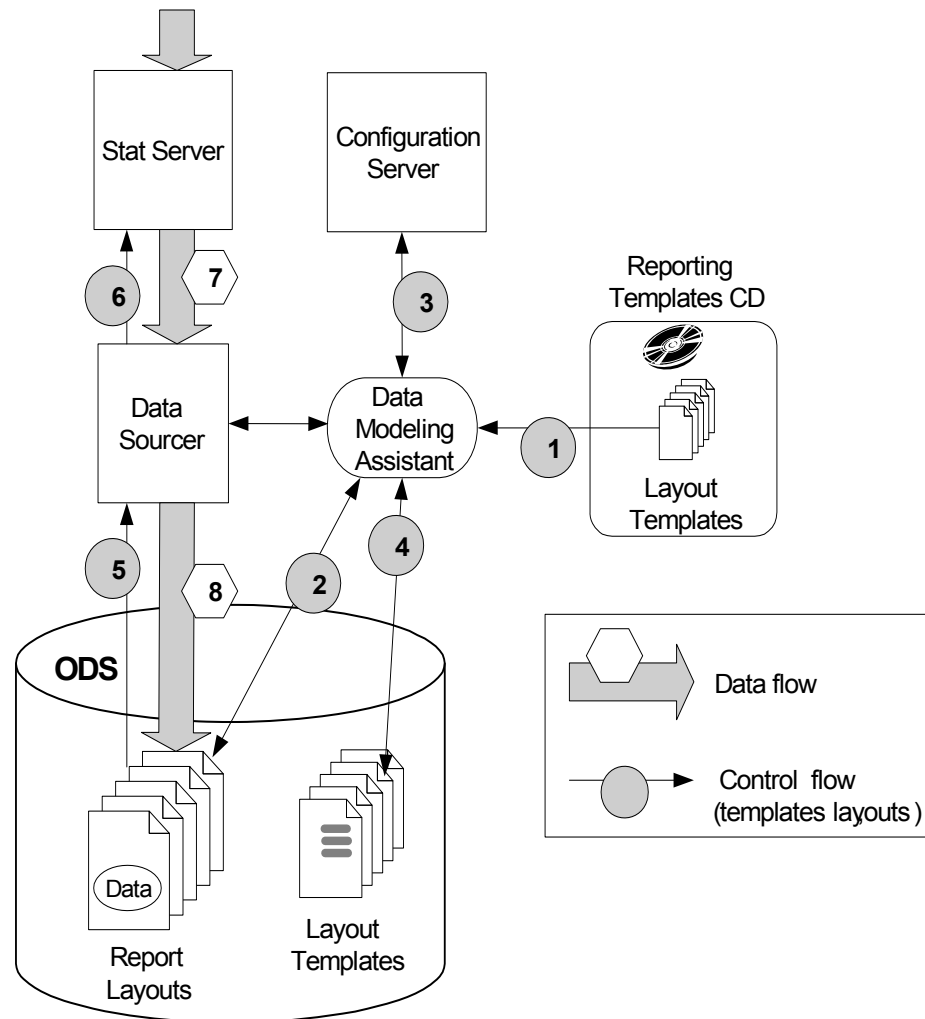 Stat Server
Configuration
Server
6
7
3
Reporting
Templates CD
Data
Sourcer
Data
Modeling
Assistant
1
Layout
Templates
5
8
2
4
ODS
Data flow
Control flow
(templates layouts)
Data
Report
Layouts
Layout
Templates